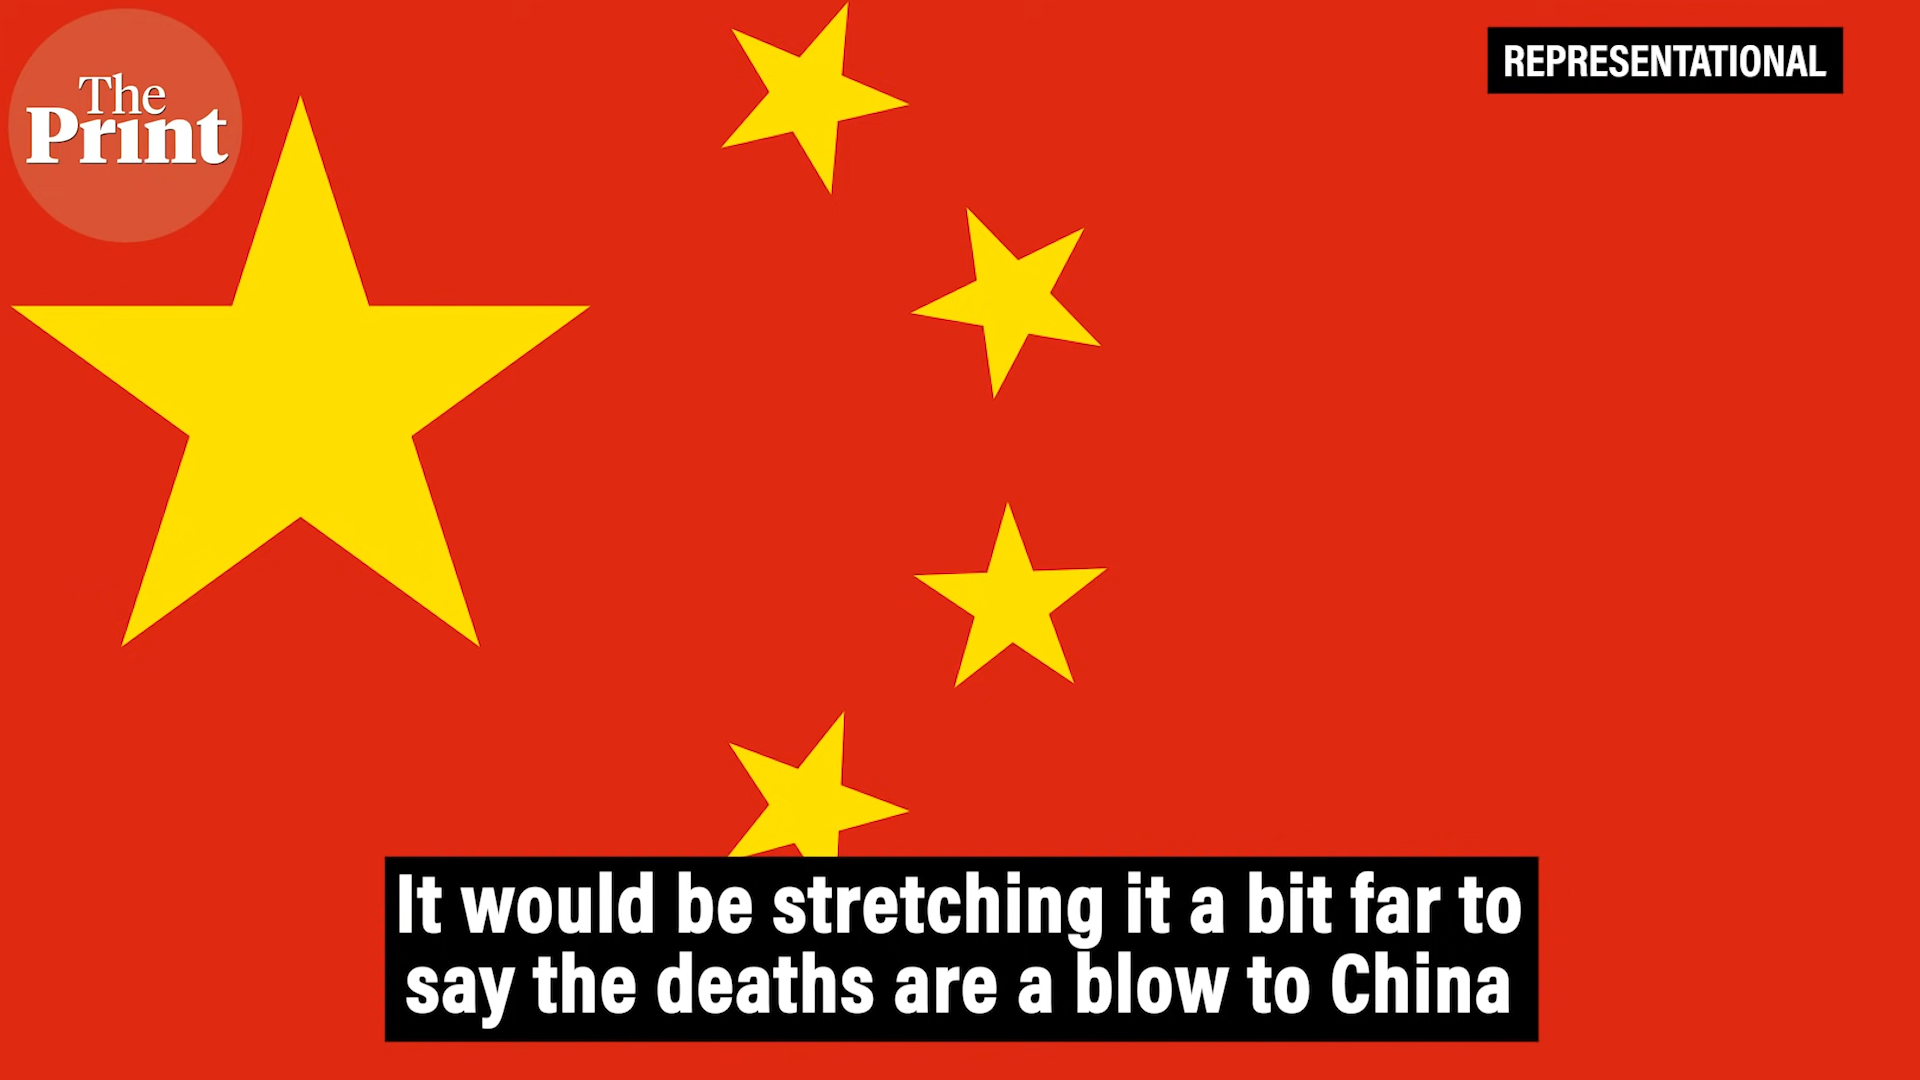 The
Print
REPRESENTATIONAL
It would be stretching it a bit far to
say the deaths are a blow to China